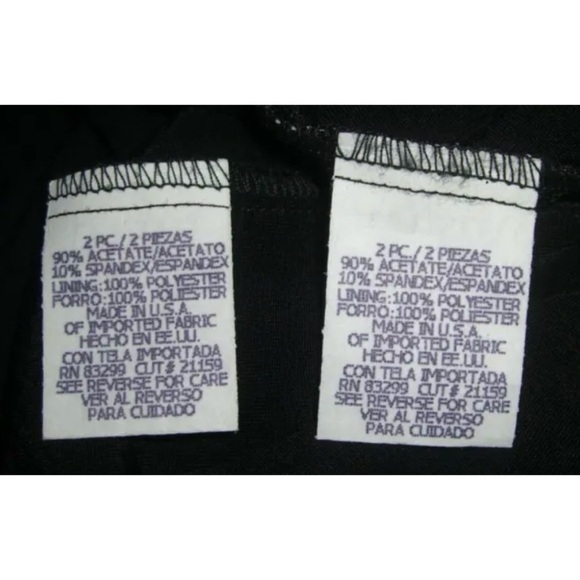 2 PC./2 PIEZAS
90% ACETATE/ACETATO
10% SPANDEX/ESPANDEX
LINING:100% POLYESTER
FORRO:100% POLIESTER
MADE IN U.S.A.
OF IMPORTED FABRIC
HECHO EN EE.UU.
CON TELA IMPORTADA
RN 83299 CUT# 21159
SEE REVERSE FOR CARE
VER AL REVERSO
PARA CUIDADO
2 PC./2 PIEZAS
90% ACETATE/ACETATO
10% SPANDEX/ESPANDEX
LINING:100% POLYESTER
FORRO:100% POLIESTER
MADE IN U.S.A.
OF IMPORTED FABRIC
HECHO EN EE.UU.
CON TELA IMPORTADA
RN 83299 CUT# 21159
SEE REVERSE FOR CARE
VER AL REVERSO
PARA CUIDADO